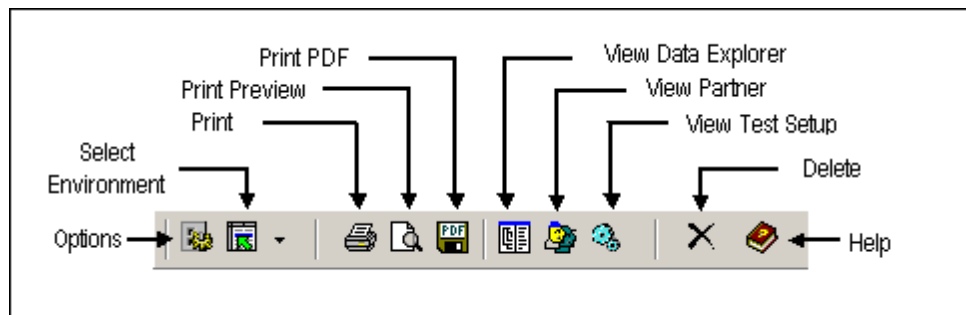 Print PDF
View Data Explorer
Print Preview
View Partner
Print
View Test Setup
Select
Environment
Delete
Options
PDF
Help